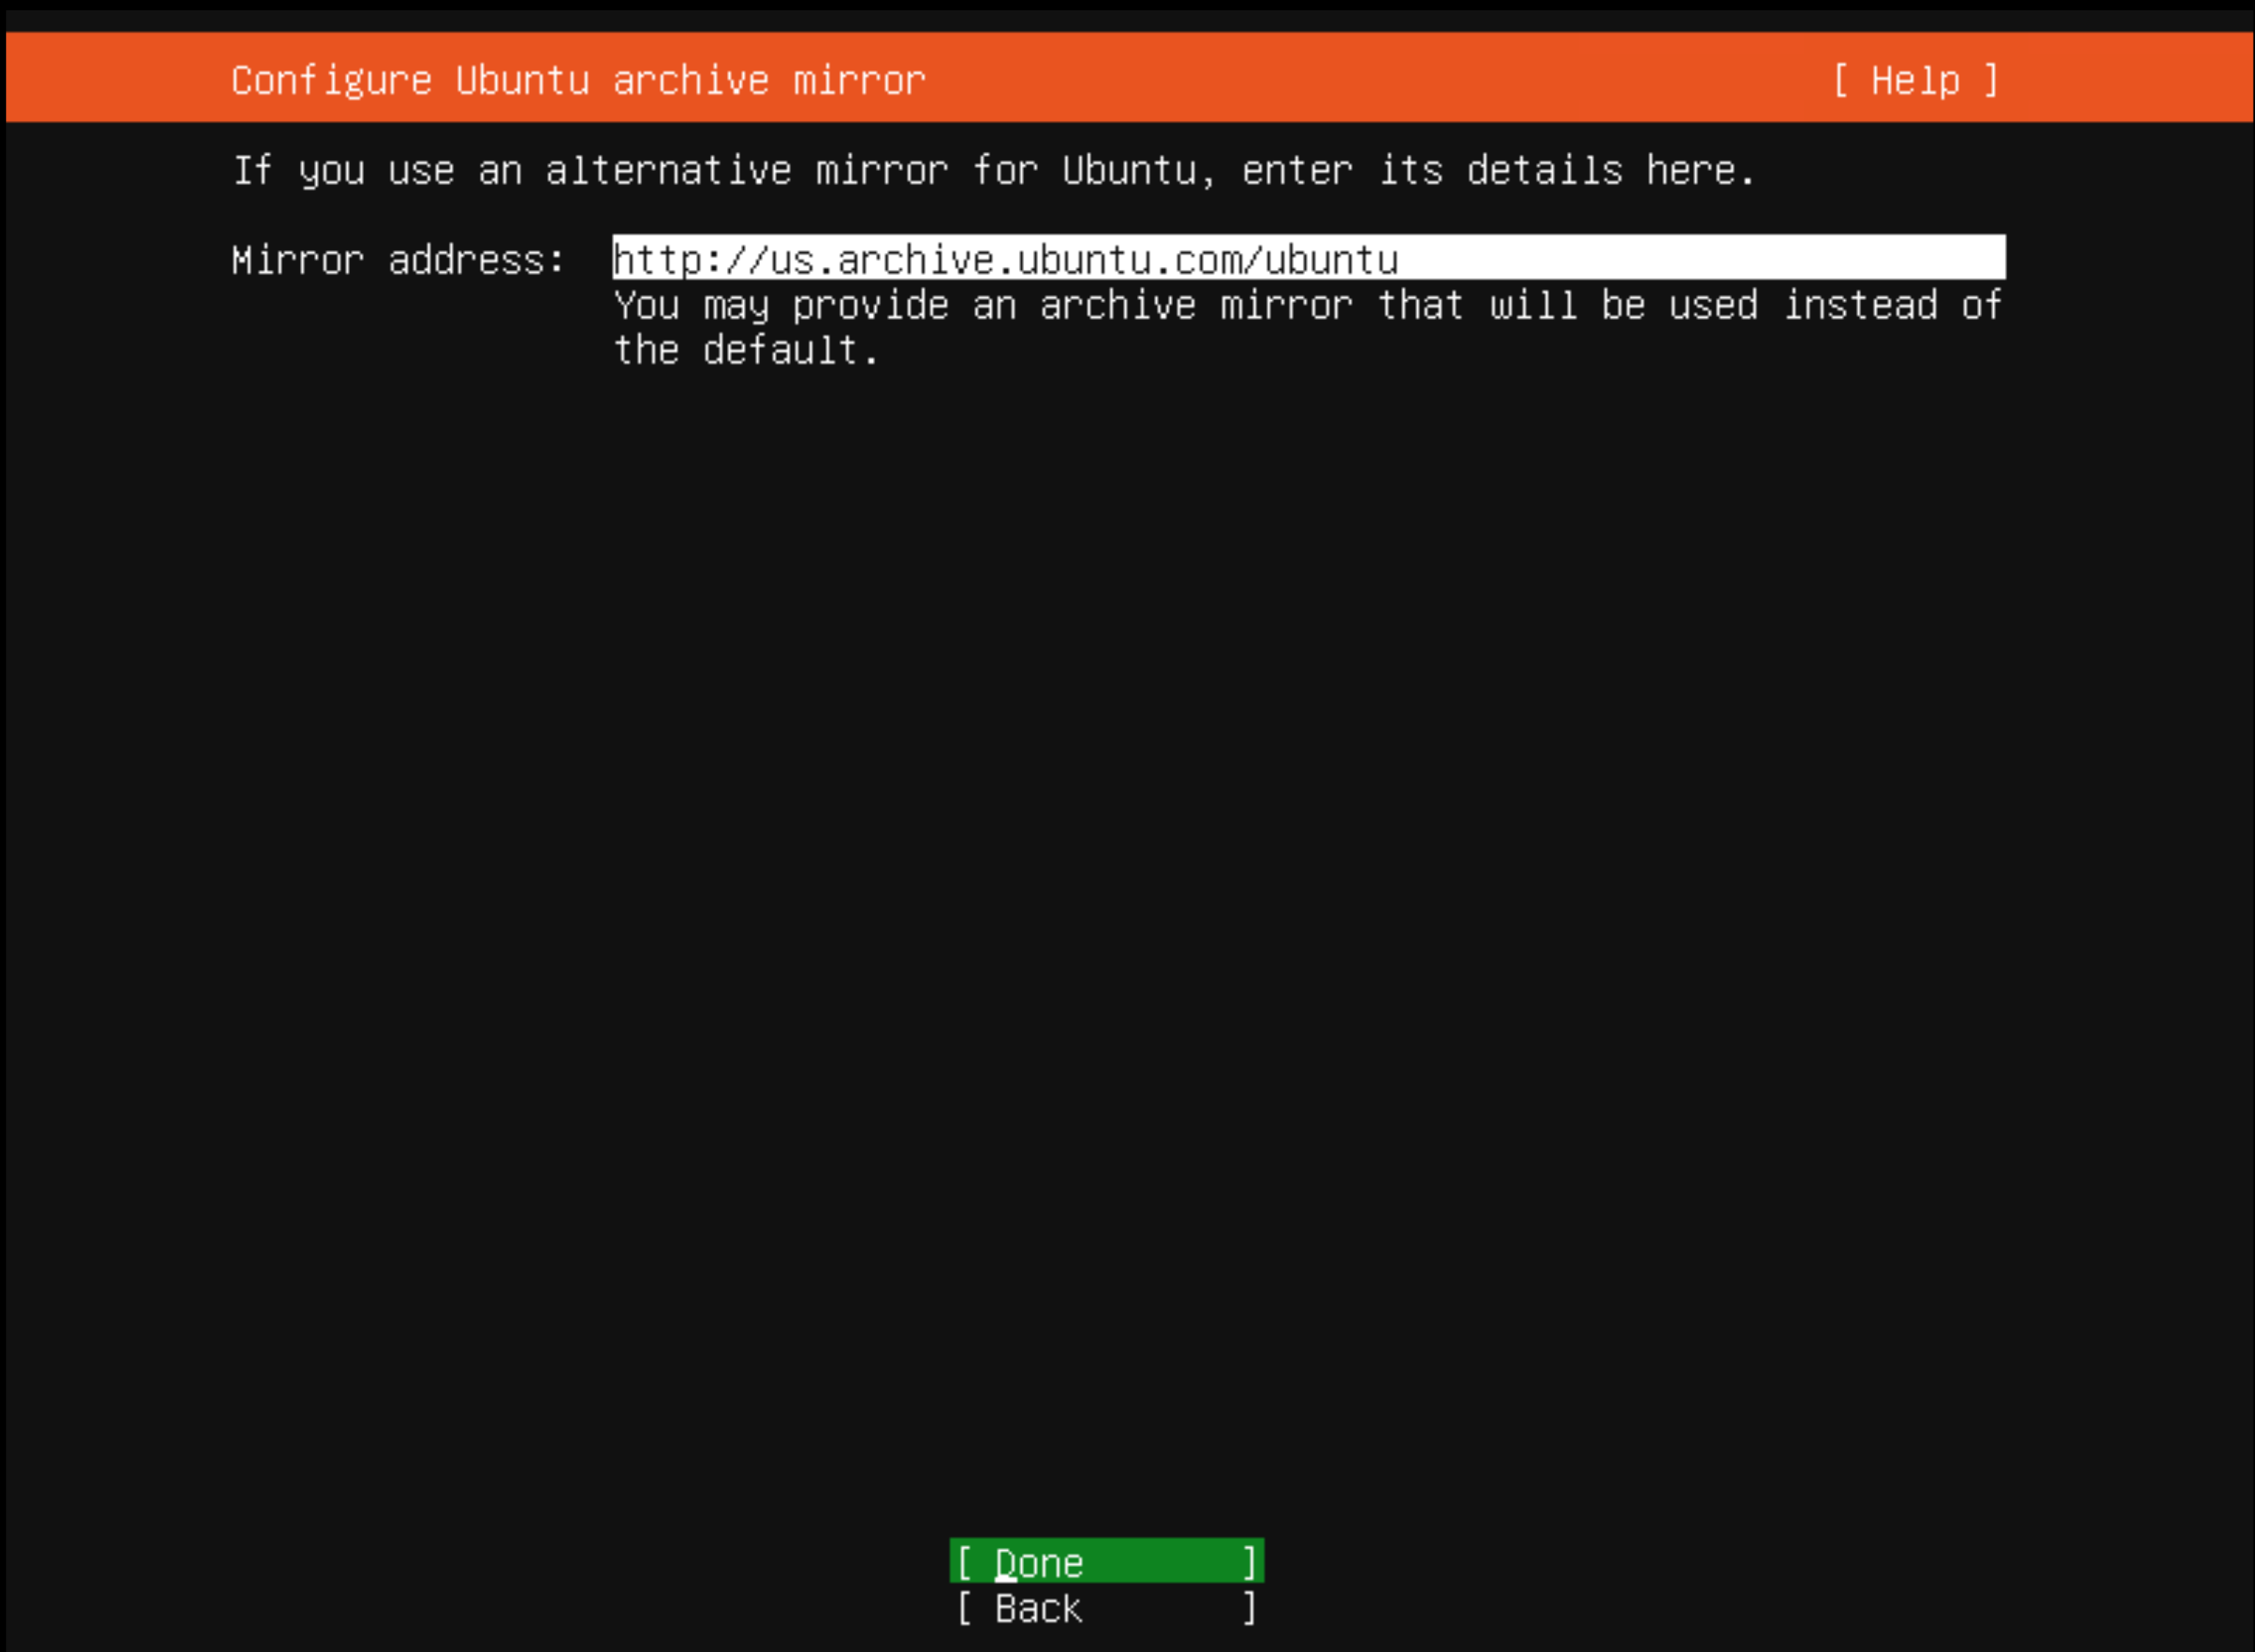 Configure Ubuntu archive mirror [ Help ]
If you use an alternative mirror for Ubuntu, enter its details here.
Mirror address: http://us.archive.ubuntu.com/ubuntu
You may provide an archive mirror that will be used instead of
the default.
[ Done ]
[ Back ]